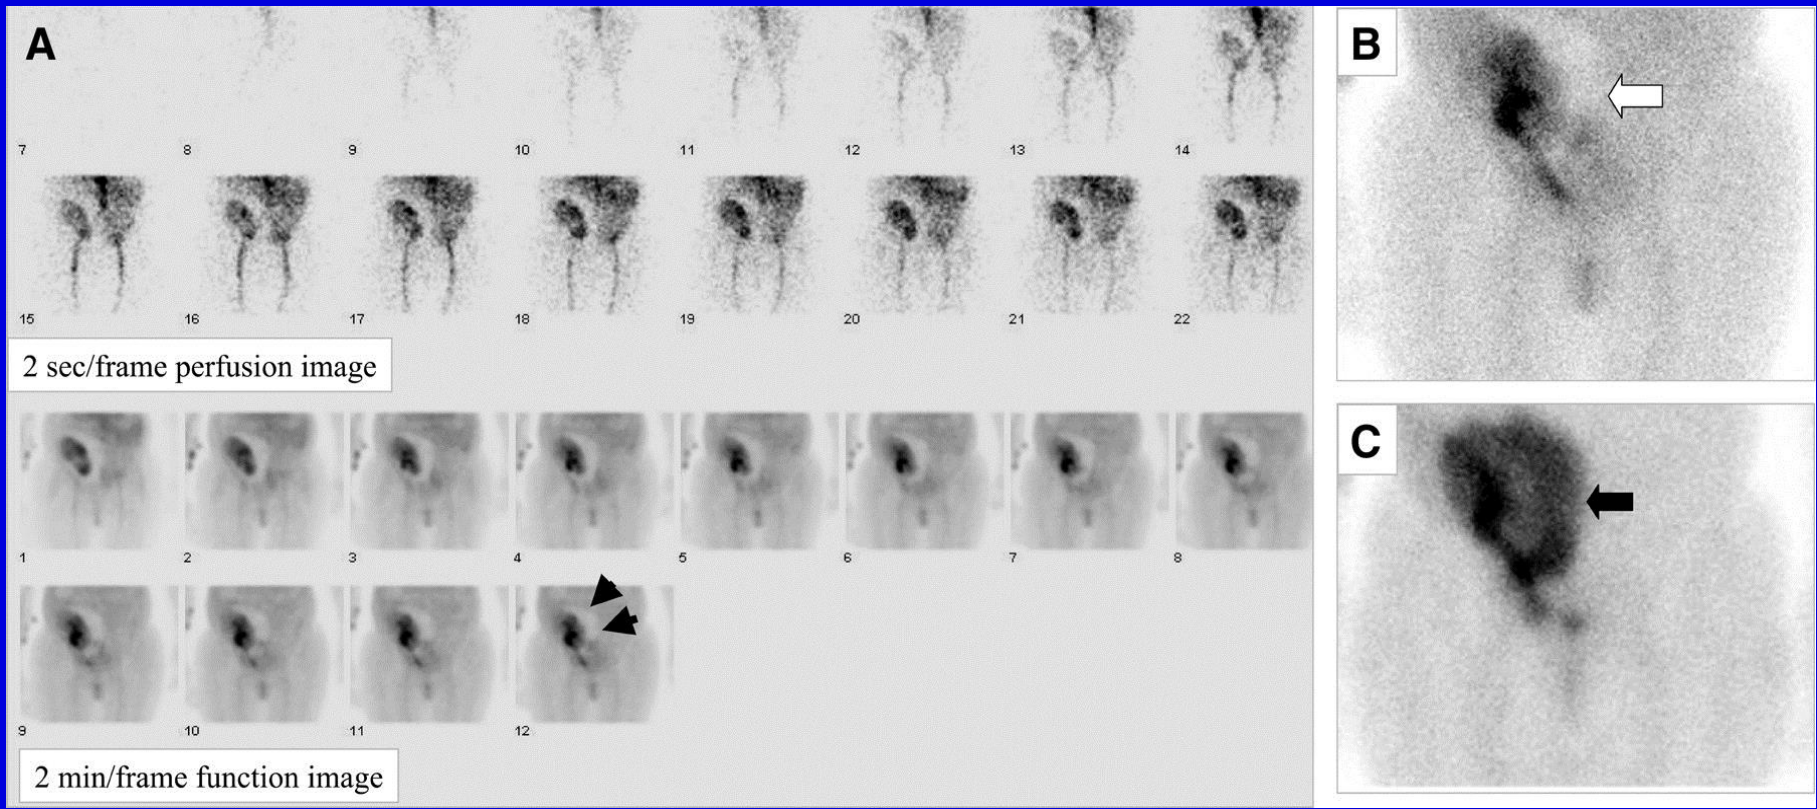 A
7 8 9 10 11 12 13 14
15 16 17 18 19 20 21 22
2 sec/frame perfusion image
1 2 3 4 5 6 7 8
9 10 11 12
2 min/frame function image
B
C